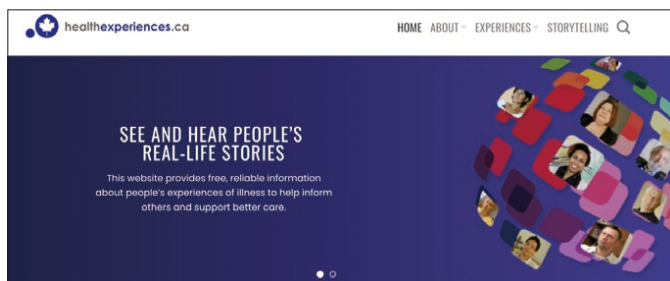 healthexperiences.ca
HOME ABOUT EXPERIENCES STORYTELLING
SEE AND HEAR PEOPLE'S
REAL-LIFE STORIES
This website provides free, reliable information
about people's experiences of illness to help inform
others and support better care.